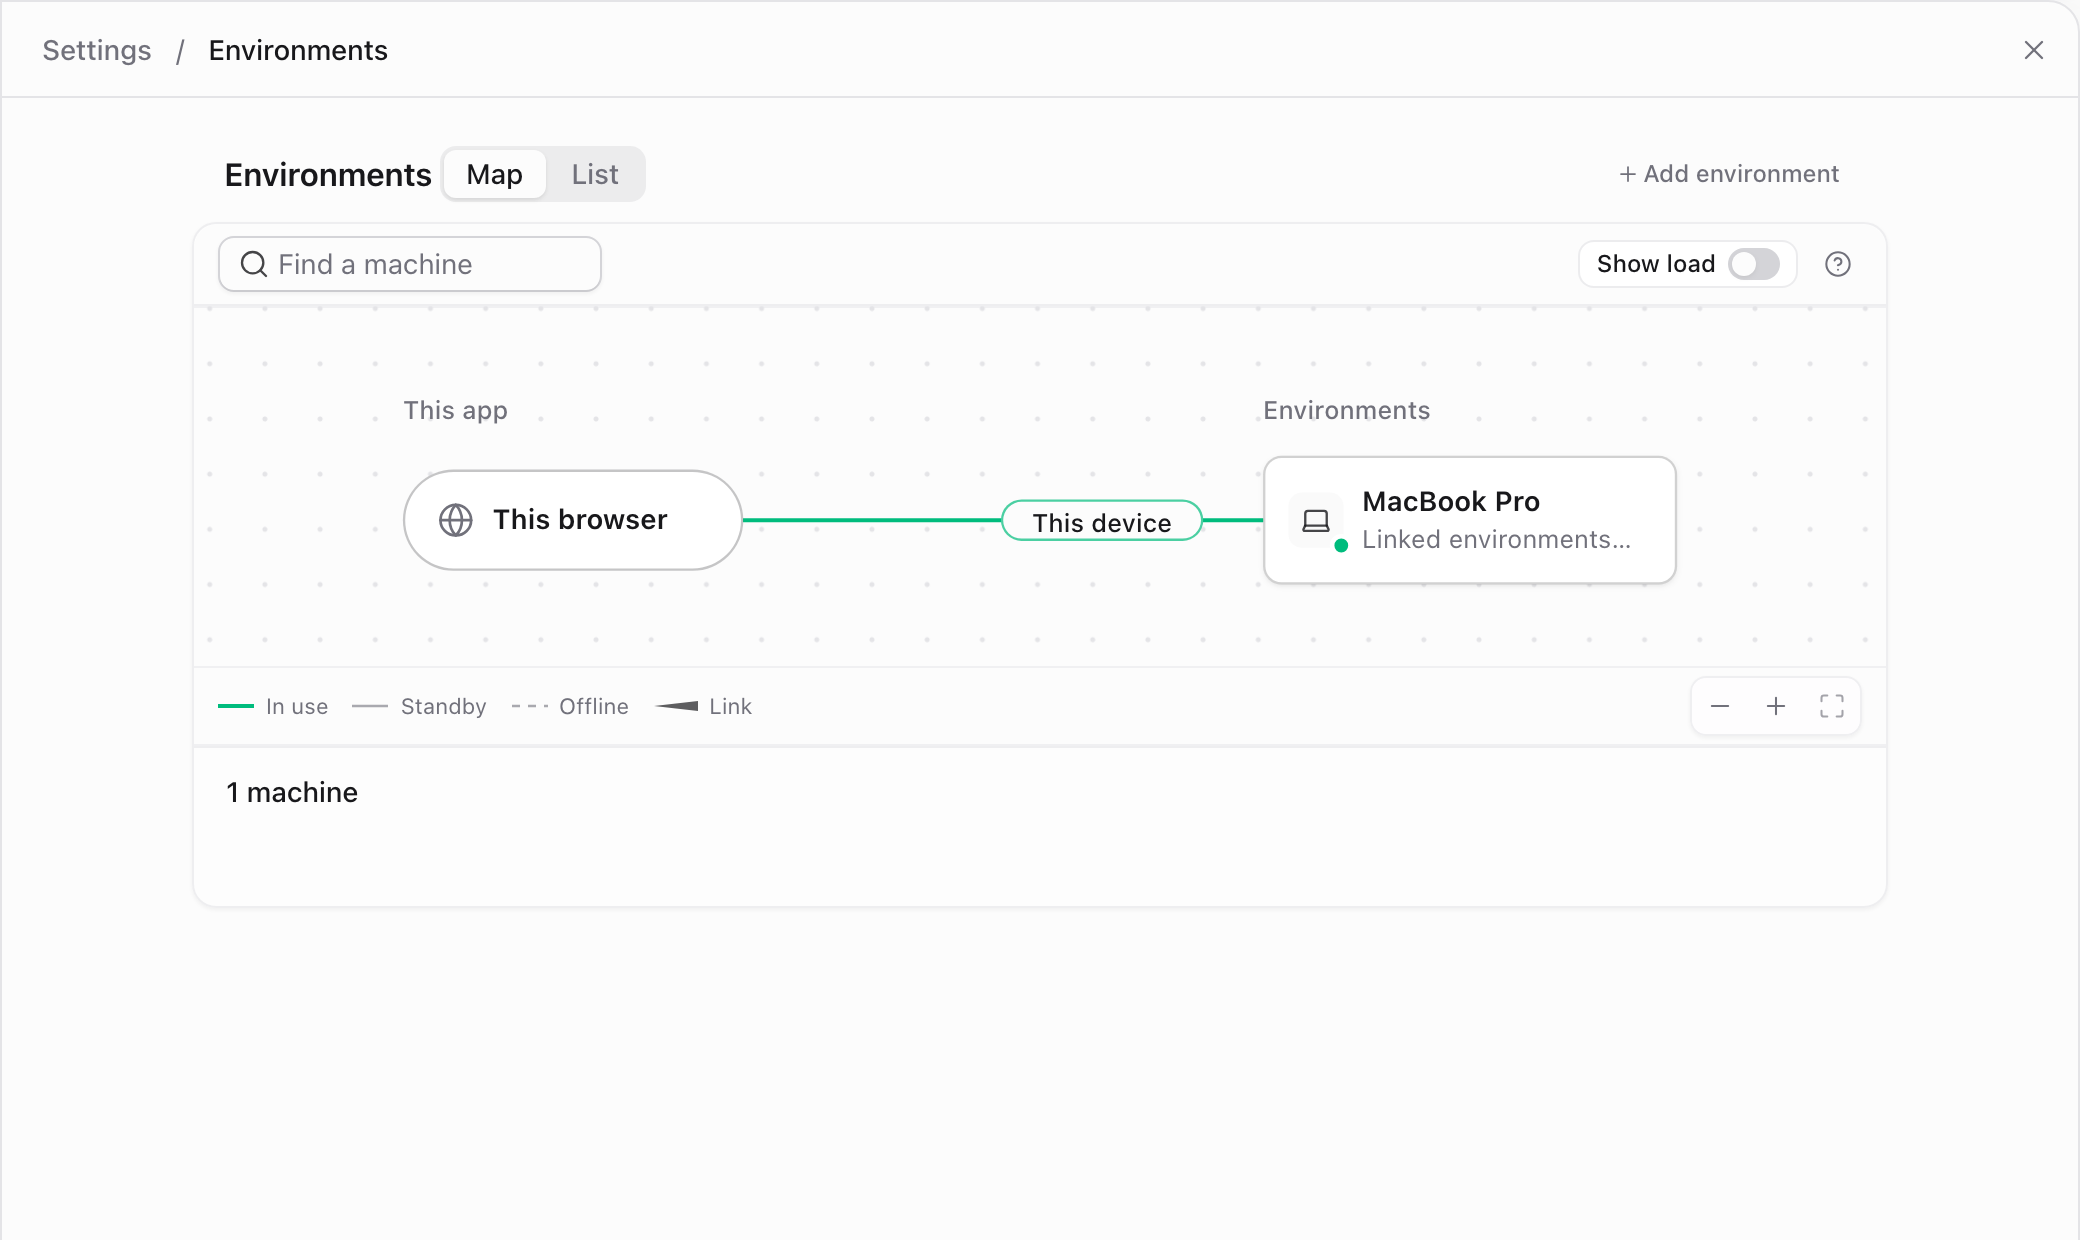 Settings / Environments
Environments Map List
+ Add environment
Find a machine
Show load
This app
Environments
This browser
This device
MacBook Pro
Linked environments...
In use Standby Offline Link
1 machine